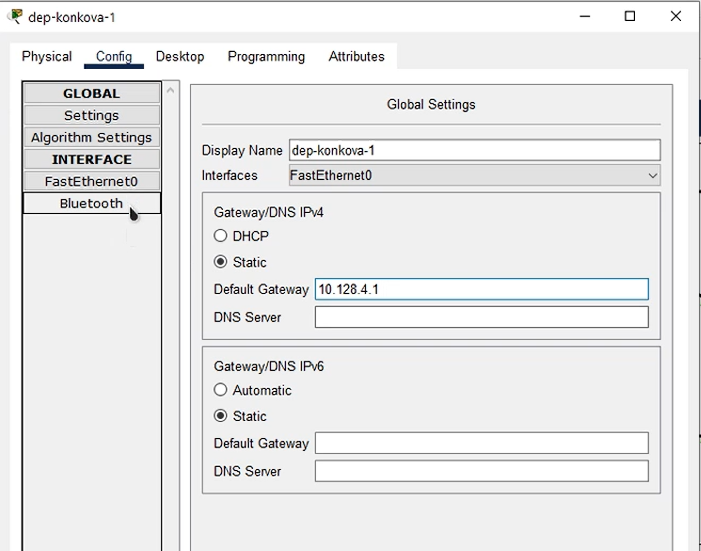 dep-konkova-1
Physical Config Desktop Programming Attributes
GLOBAL
Settings
Algorithm Settings
INTERFACE
FastEthernet0
Bluetooth
Global Settings
Display Name dep-konkova-1
Interfaces FastEthernet0
Gateway/DNS IPv4
DHCP
Static
Default Gateway 10.128.4.1
DNS Server
Gateway/DNS IPv6
Automatic
Static
Default Gateway
DNS Server